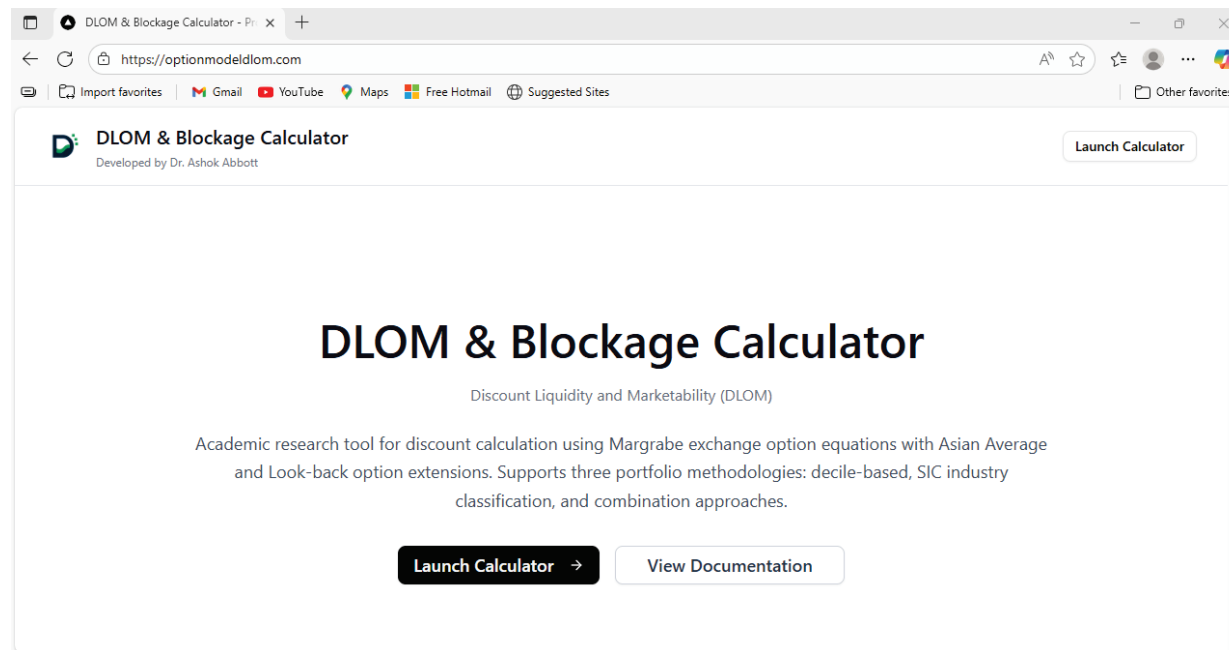 DLOM & Blockage Calculator - Pr
https://optionmodeldlom.com
Import favorites
Gmail
YouTube
Maps
Free Hotmail
Suggested Sites
Other favorites
DLOM & Blockage Calculator
Developed by Dr. Ashok Abbott
Launch Calculator
DLOM & Blockage Calculator
Discount Liquidity and Marketability (DLOM)
Academic research tool for discount calculation using Margrabe exchange option equations with Asian Average
and Look-back option extensions. Supports three portfolio methodologies: decile-based, SIC industry
classification, and combination approaches.
Launch Calculator →
View Documentation